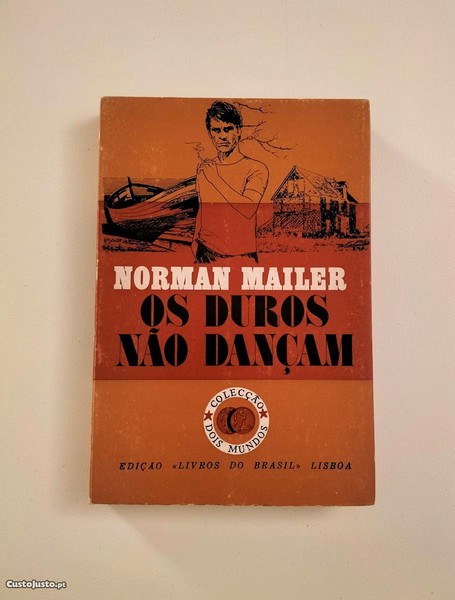 NORMAN MAILER
OS DUROS
NÃO DANÇAM
COLECÇÃO
DOIS MUNDOS
EDIÇÃO «LIVROS DO BRASIL» LISBOA
CustoJusto.pt